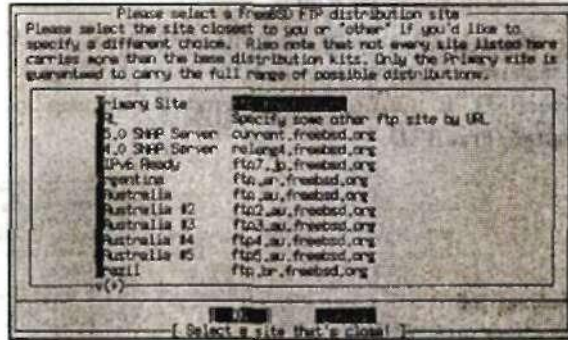 Please select a FreeBSD FTP distribution site
Please select the site closest to you or "other" if you'd like to
specify a different choice. Also note that not every site listed here
carries more than the base distribution kits. Only the Primary site is
guaranteed to carry the full range of possible distributions.
Primary Site
URL Specify some other ftp site by URL
5.0 SNAP Server current.freebsd.org
4.0 SNAP Server releng4.freebsd.org
IPv6 Ready ftp7.jp.freebsd.org
Argentina ftp.ar.freebsd.org
Australia ftp.au.freebsd.org
Australia #2 ftp2.au.freebsd.org
Australia #3 ftp3.au.freebsd.org
Australia #4 ftp4.au.freebsd.org
Australia #5 ftp5.au.freebsd.org
Brazil ftp.br.freebsd.org
v(+)
[ Select a site that's close! ]